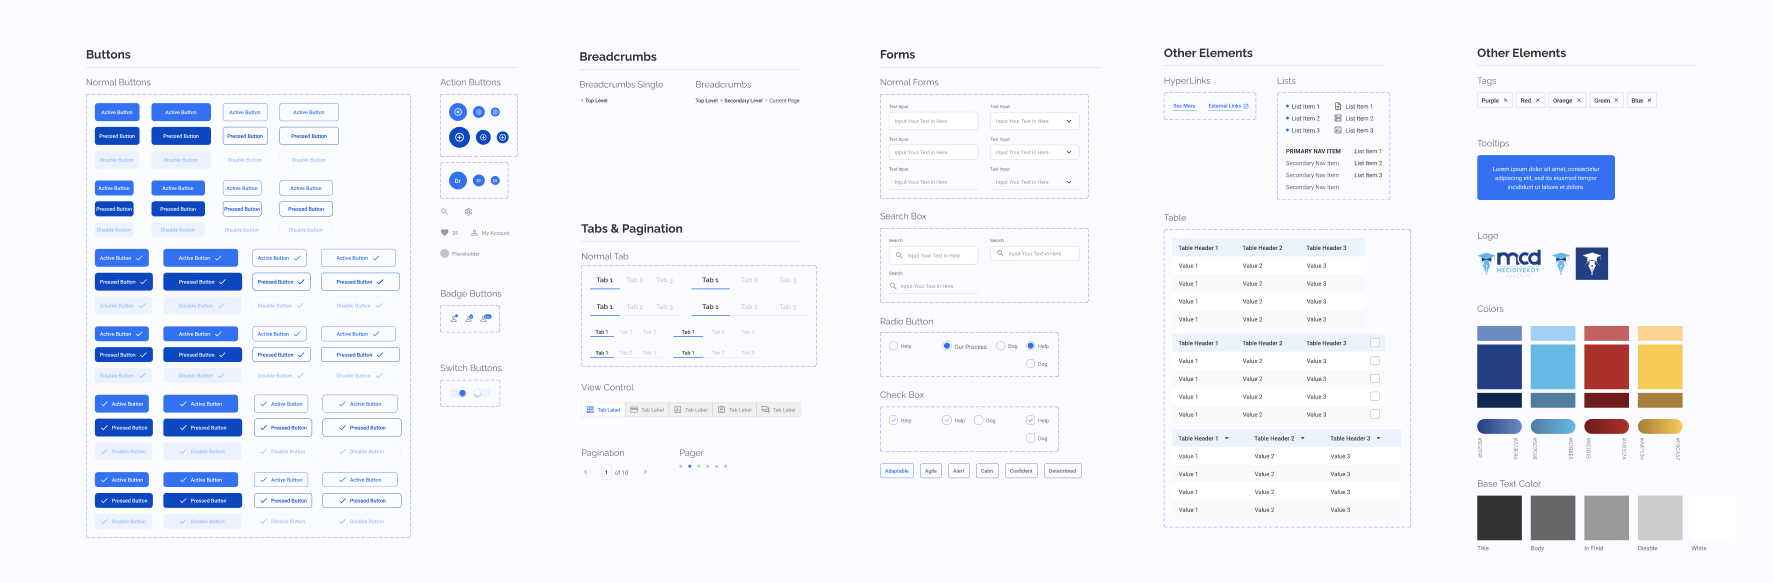 Buttons
Normal Buttons
Active Button Active Button Active Button Active Button
Pressed Button Pressed Button Pressed Button Pressed Button
Disable Button Disable Button Disable Button Disable Button
Active Button Active Button Active Button Active Button
Pressed Button Pressed Button Pressed Button Pressed Button
Disable Button Disable Button Disable Button Disable Button
Active Button Active Button Active Button Active Button
Pressed Button Pressed Button Pressed Button Pressed Button
Disable Button Disable Button Disable Button Disable Button
Active Button Active Button Active Button Active Button
Pressed Button Pressed Button Pressed Button Pressed Button
Disable Button Disable Button Disable Button Disable Button
Active Button Active Button Active Button Active Button
Pressed Button Pressed Button Pressed Button Pressed Button
Disable Button Disable Button Disable Button Disable Button
Active Button Active Button Active Button Active Button
Pressed Button Pressed Button Pressed Button Pressed Button
Disable Button Disable Button Disable Button Disable Button
Action Buttons
Dr Dr Dr
My Account
Placeholder
Badge Buttons
Switch Buttons
Breadcrumbs
Breadcrumbs Single Breadcrumbs
Top Level
Top Level Secondary Level Current Page
Tabs & Pagination
Normal Tab
Tab 1 Tab 2 Tab 3 Tab 1 Tab 2 Tab 3
Tab 1 Tab 2 Tab 3 Tab 1 Tab 2 Tab 3
Tab 1 Tab 2 Tab 3 Tab 1 Tab 2 Tab 3
Tab 1 Tab 2 Tab 3 Tab 1 Tab 2 Tab 3
View Control
Tab Label Tab Label Tab Label Tab Label Tab Label
Pagination Pager
1 of 10
Forms
Normal Forms
Text Input Text Input
Input Your Text in Here Input Your Text in Here
Text Input Text Input
Input Your Text in Here Input Your Text in Here
Text Input Text Input
Input Your Text in Here Input Your Text in Here
Search Box
Search Search
Input Your Text in Here Input Your Text in Here
Search
Input Your Text in Here
Radio Button
Help Our Process Dog Help
Dog
Check Box
Help Help Dog Help
Dog
Adaptable Agile Alert Calm Confident Determined
Other Elements
HyperLinks Lists
See More External Links
List Item 1 List Item 1
List Item 2 List Item 2
List Item 3 List Item 3
PRIMARY NAV ITEM List Item 1
Secondary Nav Item List Item 2
Secondary Nav Item List Item 3
Secondary Nav Item
Table
Table Header 1 Table Header 2 Table Header 3
Value 1 Value 2 Value 3
Value 1 Value 2 Value 3
Value 1 Value 2 Value 3
Value 1 Value 2 Value 3
Table Header 1 Table Header 2 Table Header 3
Value 1 Value 2 Value 3
Value 1 Value 2 Value 3
Value 1 Value 2 Value 3
Value 1 Value 2 Value 3
Table Header 1 Table Header 2 Table Header 3
Value 1 Value 2 Value 3
Value 1 Value 2 Value 3
Value 1 Value 2 Value 3
Value 1 Value 2 Value 3
Other Elements
Tags
Purple Red Orange Green Blue
Tooltips
Lorem ipsum dolor sit amet, consectetur
adipiscing elit, sed do eiusmod tempor
incididunt ut labore et dolore.
Logo
mcd
MECİDİYEKÖY
Colors
Base Text Color
Title Body In Field Disable White